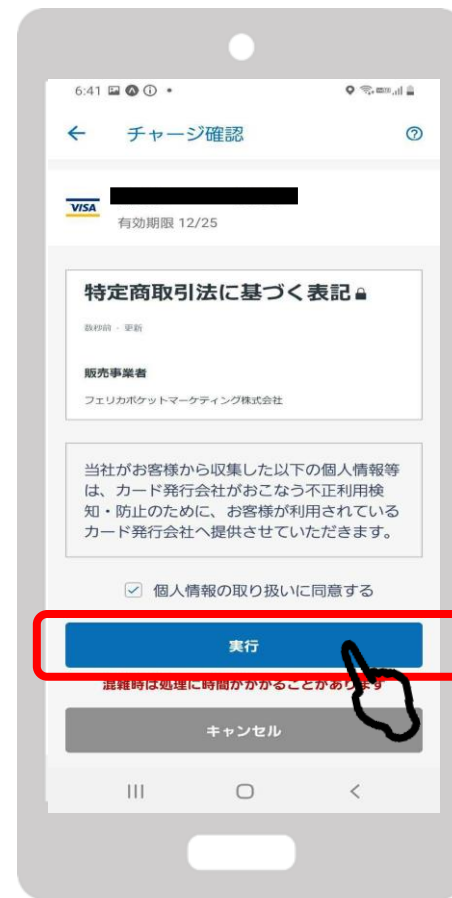 6:41
チャージ確認
VISA
有効期限 12/25
特定商取引法に基づく表記
数秒前 · 更新
販売事業者
フェリカポケットマーケティング株式会社
当社がお客様から収集した以下の個人情報等
は、カード発行会社がおこなう不正利用検
知・防止のために、お客様が利用されている
カード発行会社へ提供させていただきます。
個人情報の取り扱いに同意する
実行
混雑時は処理に時間がかかることがあります
キャンセル